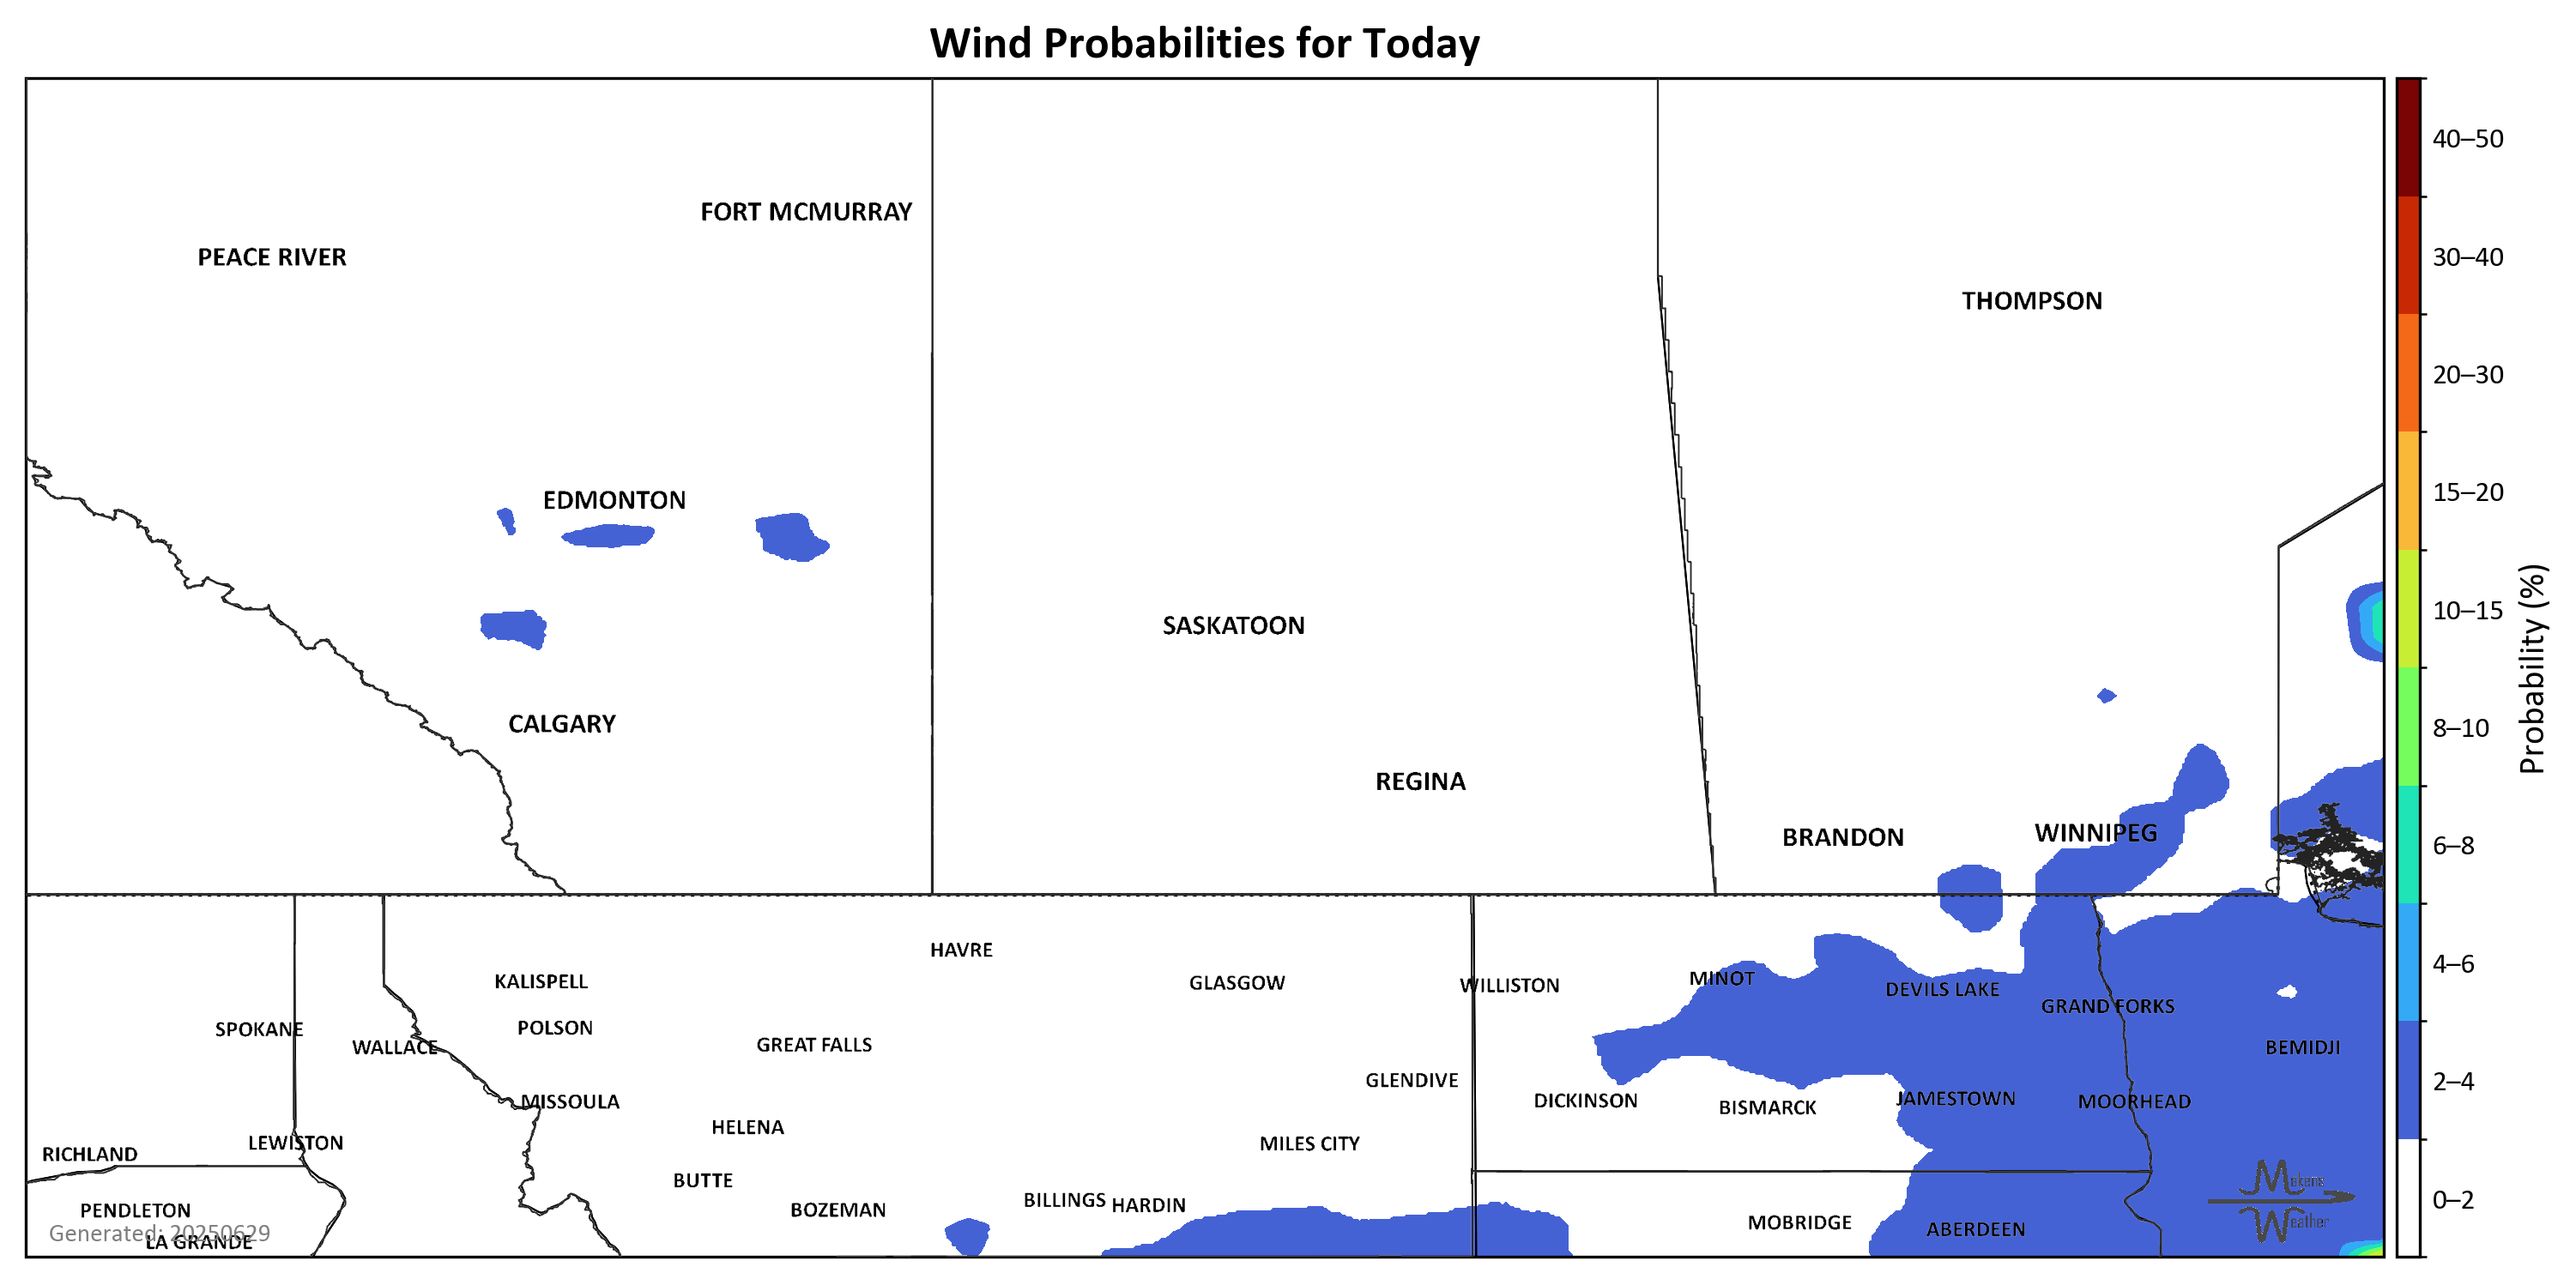 Wind Probabilities for Today
FORT MCMURRAY
PEACE RIVER
THOMPSON
EDMONTON
SASKATOON
CALGARY
REGINA
BRANDON
WINNIPEG
HAVRE
KALISPELL
GLASGOW
WILLISTON
MINOT
DEVILS LAKE
GRAND FORKS
SPOKANE
POLSON
WALLACE
GREAT FALLS
BEMIDJI
GLENDIVE
MISSOULA
DICKINSON
BISMARCK
JAMESTOWN
MOORHEAD
HELENA
LEWISTON
MILES CITY
RICHLAND
BUTTE
BILLINGS
HARDIN
PENDLETON
BOZEMAN
MOBRIDGE
ABERDEEN
Generated: 20250629
LA GRANDE
Mokens
Weather
40–50
30–40
20–30
15–20
10–15
8–10
6–8
4–6
2–4
0–2
Probability (%)